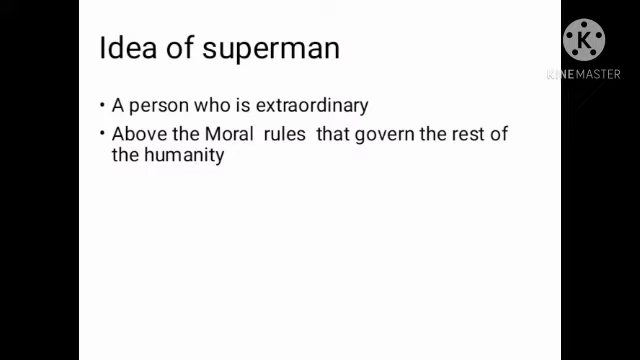 Idea of superman
K
KINEMASTER
• A person who is extraordinary
• Above the Moral rules that govern the rest of
the humanity